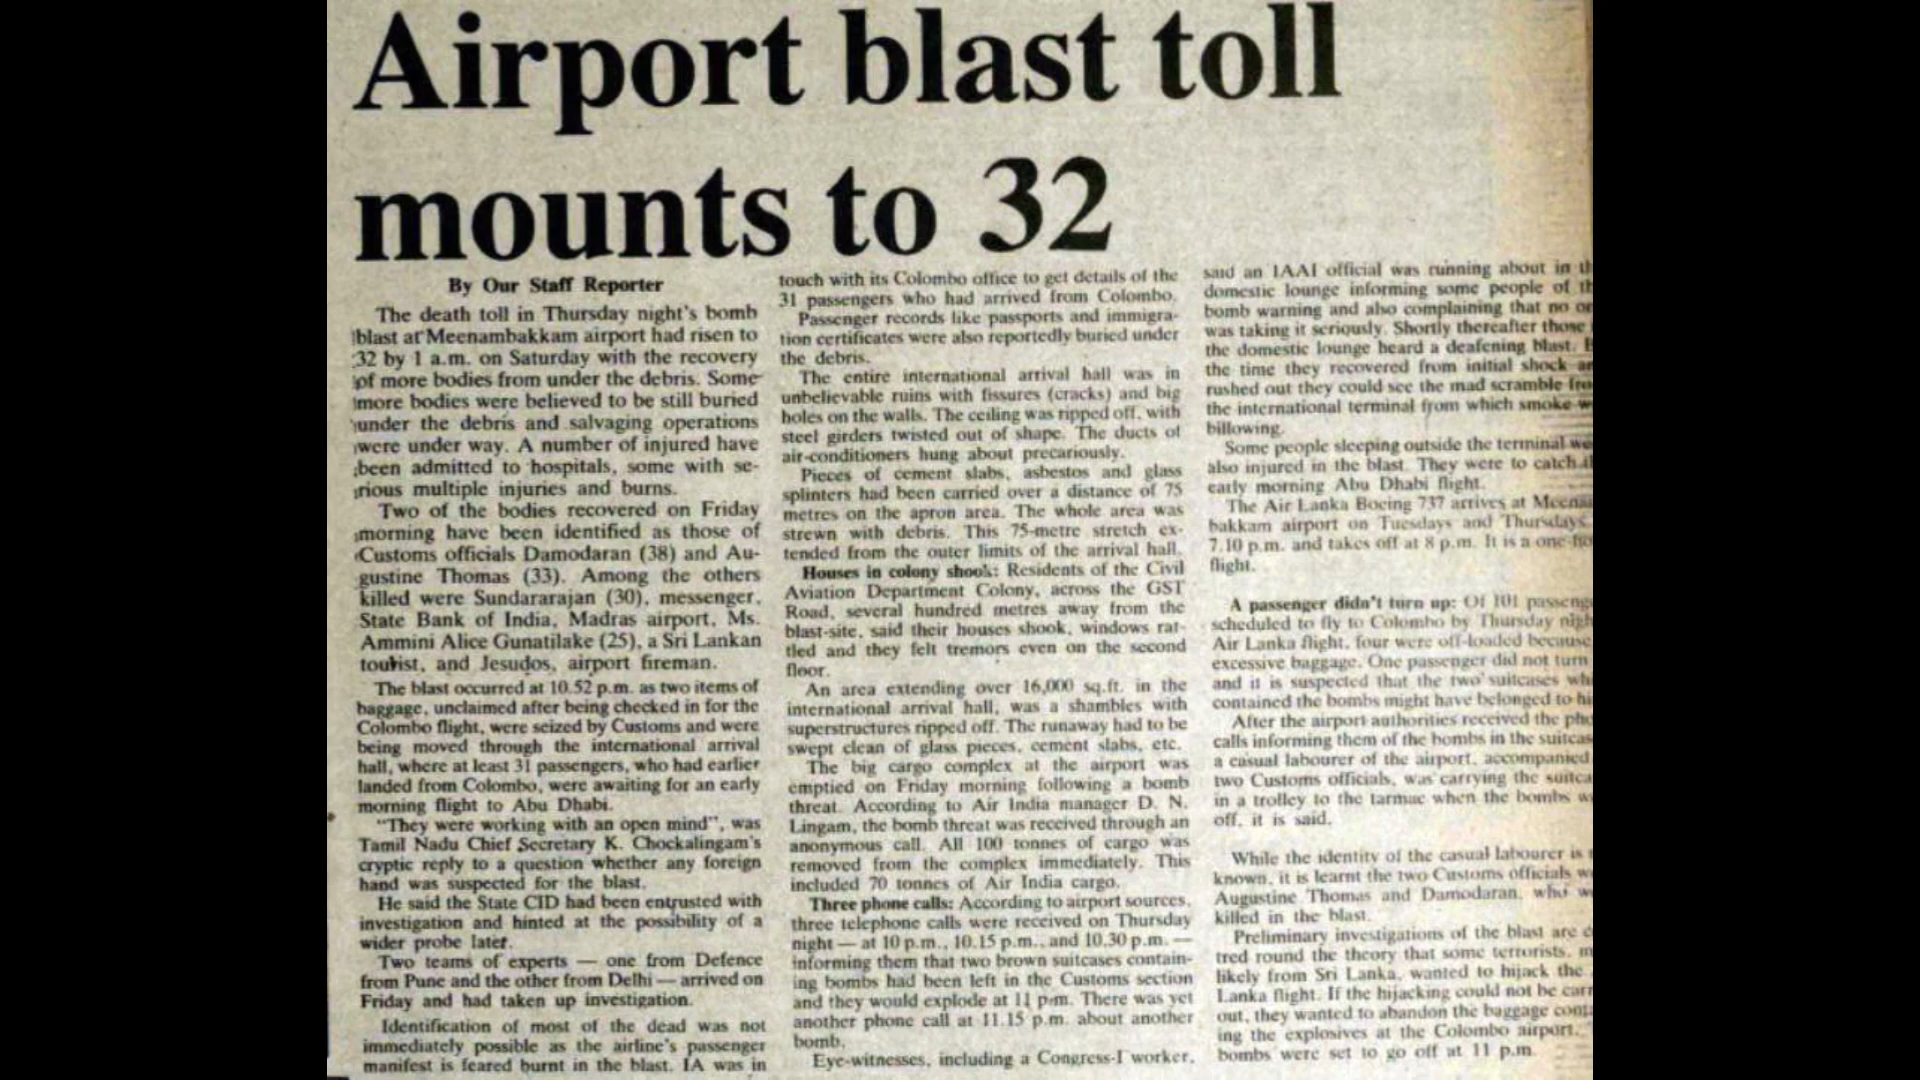 Airport blast toll
mounts to 32
By Our Staff Reporter
The death toll in Thursday night's bomb
blast at Meenambakkam airport had risen to
32 by 1 a.m. on Saturday with the recovery
of more bodies from under the debris. Some
more bodies were believed to be still buried
under the debris and salvaging operations
were under way. A number of injured have
been admitted to hospitals, some with se-
rious multiple injuries and burns.
Two of the bodies recovered on Friday
morning have been identified as those of
Customs officials Damodaran (38) and Au-
gustine Thomas (33). Among the others
killed were Sundararajan (30), messenger,
State Bank of India, Madras airport, Ms.
Ammini Alice Gunatilake (25), a Sri Lankan
tourist, and Jesudos, airport fireman.
The blast occurred at 10.52 p.m. as two items of
baggage, unclaimed after being checked in for the
Colombo flight, were seized by Customs and were
being moved through the international arrival
hall, where at least 31 passengers, who had earlier
landed from Colombo, were awaiting for an early
morning flight to Abu Dhabi.
"They were working with an open mind", was
Tamil Nadu Chief Secretary K. Chockalingam's
cryptic reply to a question whether any foreign
hand was suspected for the blast.
He said the State CID had been entrusted with
investigation and hinted at the possibility of a
wider probe later.
Two teams of experts — one from Defence
from Pune and the other from Delhi — arrived on
Friday and had taken up investigation.
Identification of most of the dead was not
immediately possible as the airline's passenger
manifest is feared burnt in the blast. IA was in
touch with its Colombo office to get details of the
31 passengers who had arrived from Colombo.
Passenger records like passports and immigra-
tion certificates were also reportedly buried under
the debris.
The entire international arrival hall was in
unbelievable ruins with fissures (cracks) and big
holes on the walls. The ceiling was ripped off, with
steel girders twisted out of shape. The ducts of
air-conditioners hung about precariously.
Pieces of cement slabs, asbestos and glass
splinters had been carried over a distance of 75
metres on the apron area. The whole area was
strewn with debris. This 75-metre stretch ex-
tended from the outer limits of the arrival hall.
Houses in colony shook: Residents of the Civil
Aviation Department Colony, across the GST
Road, several hundred metres away from the
blast-site, said their houses shook, windows rat-
tled and they felt tremors even on the second
floor.
An area extending over 16,000 sq.ft. in the
international arrival hall, was a shambles with
superstructures ripped off. The runaway had to be
swept clean of glass pieces, cement slabs, etc.
The big cargo complex at the airport was
emptied on Friday morning following a bomb
threat. According to Air India manager D. N.
Lingam, the bomb threat was received through an
anonymous call. All 100 tonnes of cargo was
removed from the complex immediately. This
included 70 tonnes of Air India cargo.
Three phone calls: According to airport sources,
three telephone calls were received on Thursday
night — at 10 p.m., 10.15 p.m., and 10.30 p.m. —
informing them that two brown suitcases contain-
ing bombs had been left in the Customs section
and they would explode at 11 p.m. There was yet
another phone call at 11.15 p.m. about another
bomb.
Eye-witnesses, including a Congress-I worker,
said an IAAI official was running about in
domestic lounge informing some people of
bomb warning and also complaining that no
was taking it seriously. Shortly thereafter those
the domestic lounge heard a deafening blast.
the time they recovered from initial shock
rushed out they could see the mad scramble
the international terminal from which smoke
billowing.
Some people sleeping outside the terminal
also injured in the blast. They were to catch
early morning Abu Dhabi flight.
The Air Lanka Boeing 737 arrives at
bakkam airport on Tuesdays and Thursdays
7.10 p.m. and takes off at 8 p.m. It is a
flight.
A passenger didn't turn up: Of 101
scheduled to fly to Colombo by Thursday
Air Lanka flight, four were off-loaded because
excessive baggage. One passenger did not turn
and it is suspected that the two suitcases
contained the bombs might have belonged to
After the airport authorities received the
calls informing them of the bombs in the
a casual labourer of the airport, accompanied
two Customs officials, was carrying the
in a trolley to the tarmac when the bombs
off, it is said.
While the identity of the casual labourer is
known, it is learnt the two Customs officials
Augustine Thomas and Damodaran, who
killed in the blast.
Preliminary investigations of the blast are
tred round the theory that some terrorists,
likely from Sri Lanka, wanted to hijack the
Lanka flight. If the hijacking could not be
out, they wanted to abandon the baggage
ing the explosives at the Colombo airport.
bombs were set to go off at 11 p.m.